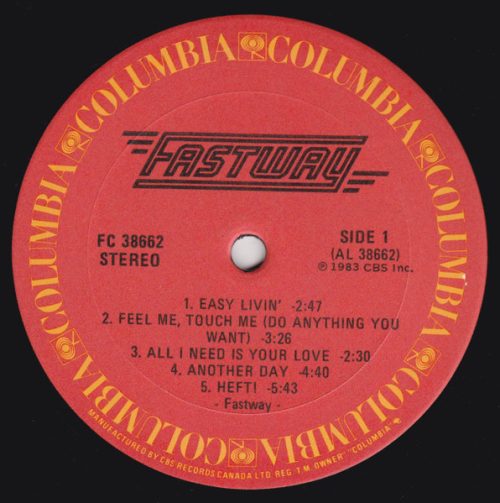 COLUMBIA COLUMBIA COLUMBIA COLUMBIA COLUMBIA COLUMBIA COLUMBIA
FASTWAY
FC 38662
STEREO
SIDE 1
(AL 38662)
℗ 1983 CBS Inc.
1. EASY LIVIN' -2:47
2. FEEL ME, TOUCH ME (DO ANYTHING YOU
WANT) -3:26
3. ALL I NEED IS YOUR LOVE -2:30
4. ANOTHER DAY -4:40
5. HEFT! -5:43
- Fastway -
MANUFACTURED BY CBS RECORDS CANADA LTD. REG. T.M. OWNER "COLUMBIA"